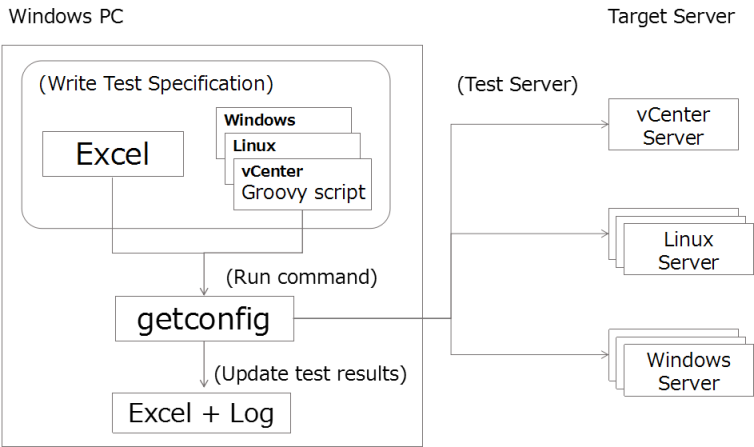 Windows PC
Target Server
(Write Test Specification)
(Test Server)
Excel
Windows
Linux
vCenter
Groovy script
vCenter
Server
Linux
Server
(Run command)
getconfig
(Update test results)
Windows
Server
Excel + Log